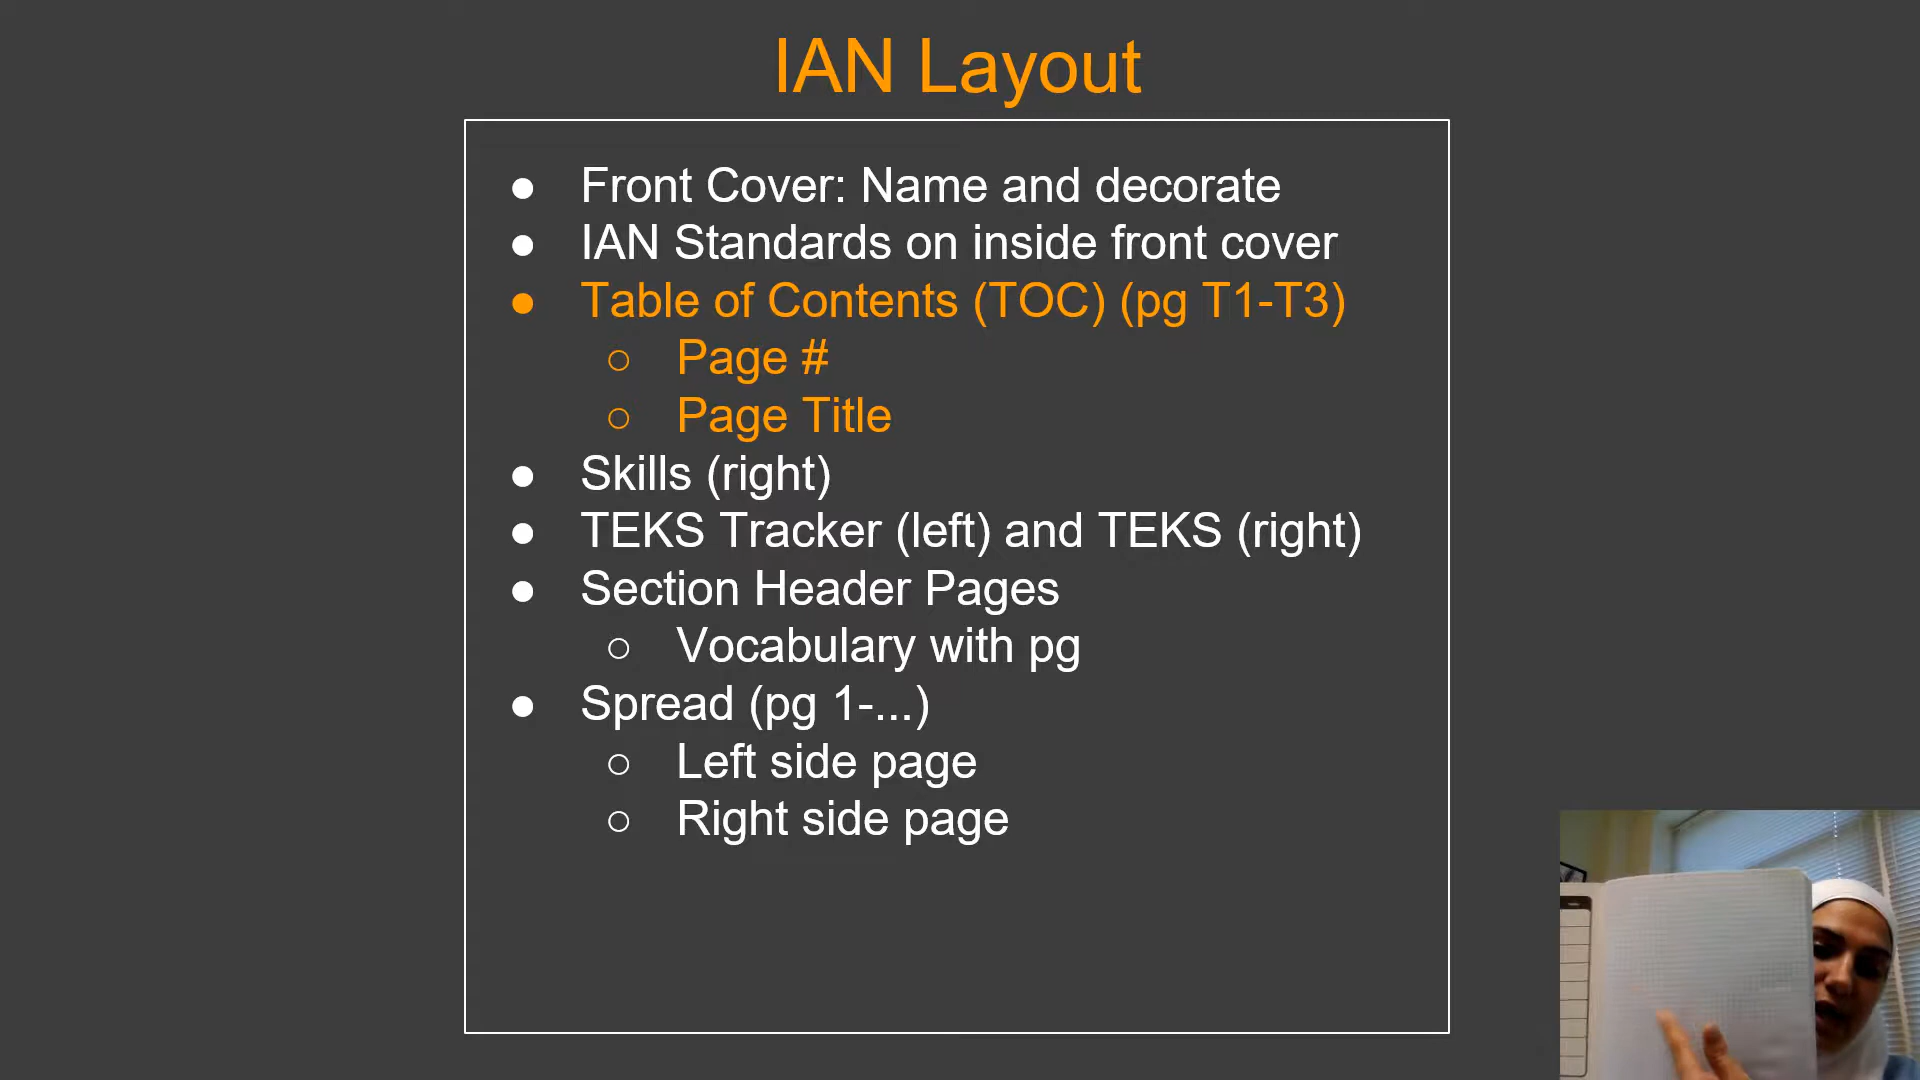 IAN Layout
● Front Cover: Name and decorate
● IAN Standards on inside front cover
● Table of Contents (TOC) (pg T1-T3)
○ Page #
○ Page Title
● Skills (right)
● TEKS Tracker (left) and TEKS (right)
● Section Header Pages
○ Vocabulary with pg
● Spread (pg 1-...)
○ Left side page
○ Right side page